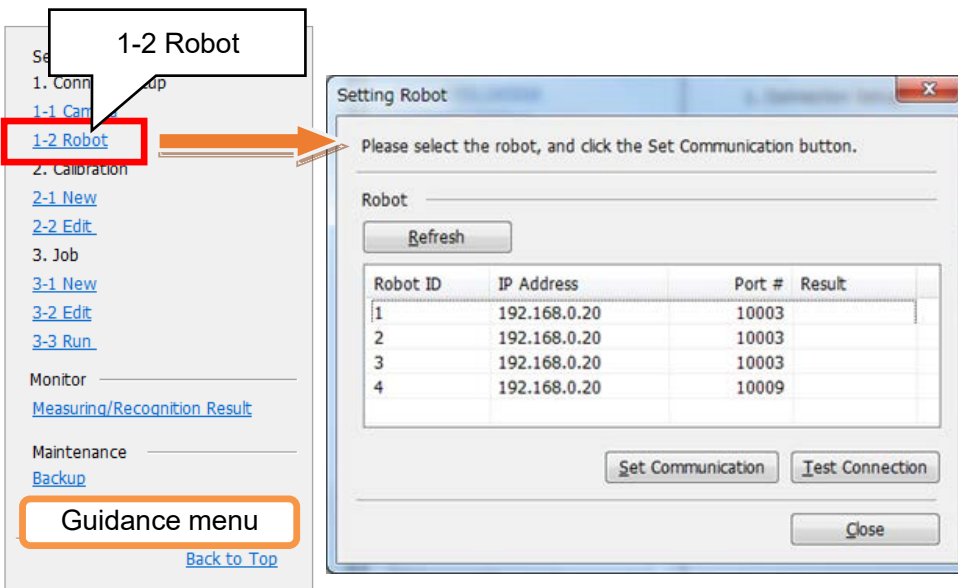 1-2 Robot
Se
1. Conn up
1-1 Cam a
1-2 Robot
2. Calibration
2-1 New
2-2 Edit
3. Job
3-1 New
3-2 Edit
3-3 Run
Monitor
Measuring/Recognition Result
Maintenance
Backup
Guidance menu
Back to Top
Setting Robot
Please select the robot, and click the Set Communication button.
Robot
Refresh
Robot ID IP Address Port # Result
1 192.168.0.20 10003
2 192.168.0.20 10003
3 192.168.0.20 10003
4 192.168.0.20 10009
Set Communication Test Connection
Close